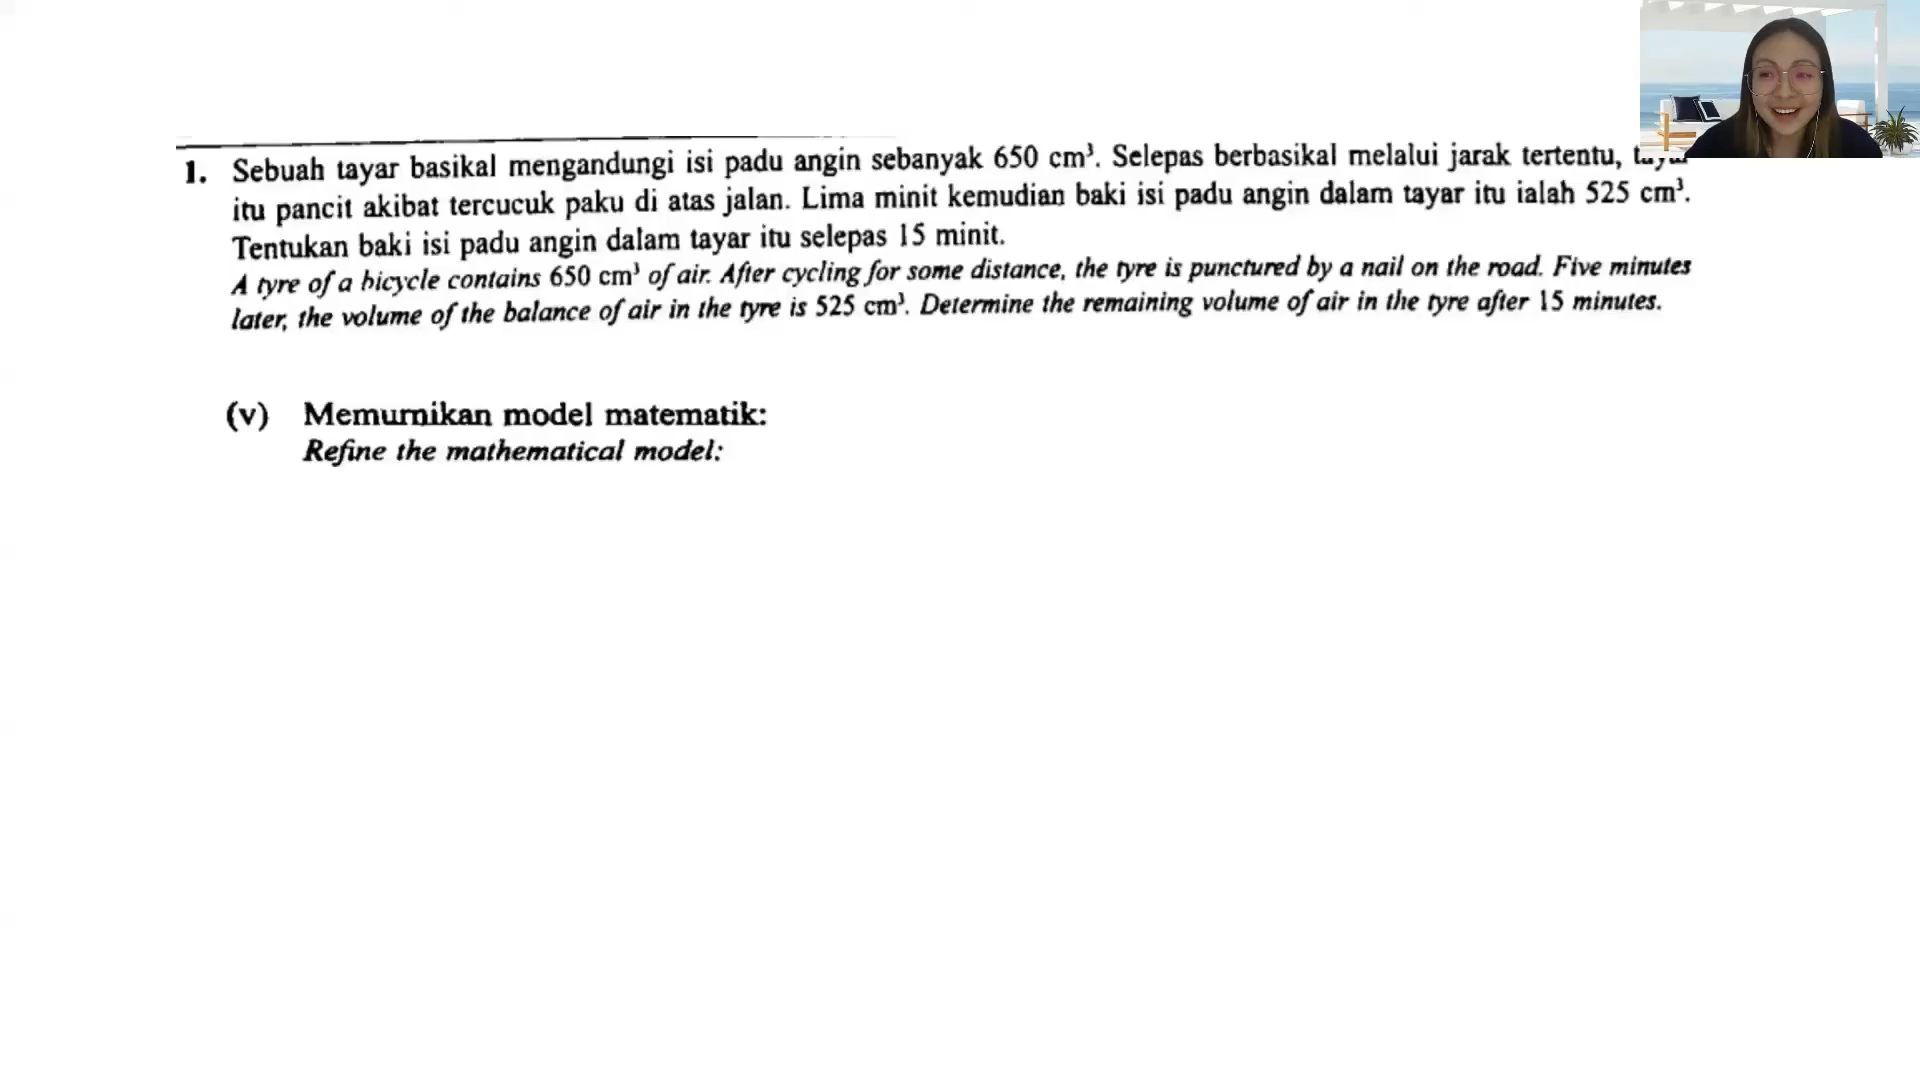 1. Sebuah tayar basikal mengandungi isi padu angin sebanyak 650 cm³. Selepas berbasikal melalui jarak tertentu,
itu pancit akibat tercucuk paku di atas jalan. Lima minit kemudian baki isi padu angin dalam tayar itu ialah 525 cm³.
Tentukan baki isi padu angin dalam tayar itu selepas 15 minit.
A tyre of a bicycle contains 650 cm³ of air. After cycling for some distance, the tyre is punctured by a nail on the road. Five minutes
later, the volume of the balance of air in the tyre is 525 cm³. Determine the remaining volume of air in the tyre after 15 minutes.
(v) Memurnikan model matematik:
Refine the mathematical model: